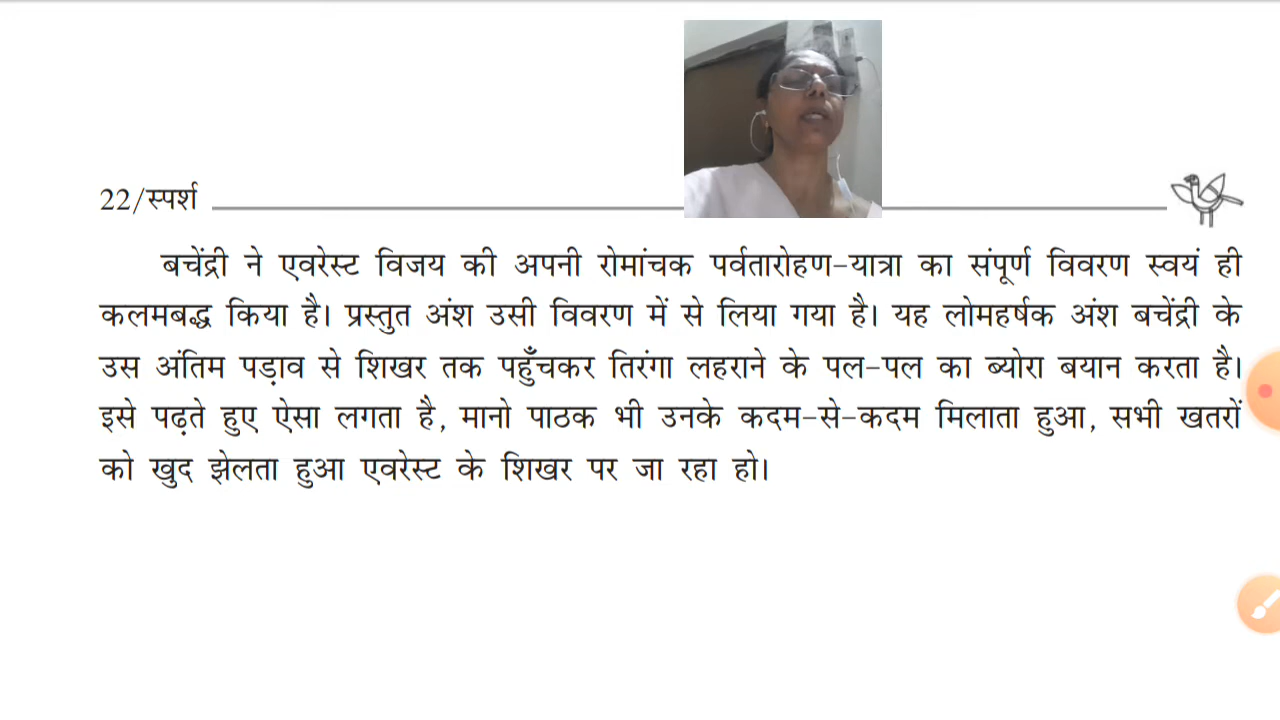 22/स्पर्श
बचेंद्री ने एवरेस्ट विजय की अपनी रोमांचक पर्वतारोहण-यात्रा का संपूर्ण विवरण स्वयं ही
कलमबद्ध किया है। प्रस्तुत अंश उसी विवरण में से लिया गया है। यह लोमहर्षक अंश बचेंद्री के
उस अंतिम पड़ाव से शिखर तक पहुँचकर तिरंगा लहराने के पल-पल का ब्योरा बयान करता है।
इसे पढ़ते हुए ऐसा लगता है, मानो पाठक भी उनके कदम-से-कदम मिलाता हुआ, सभी खतरों
को खुद झेलता हुआ एवरेस्ट के शिखर पर जा रहा हो।